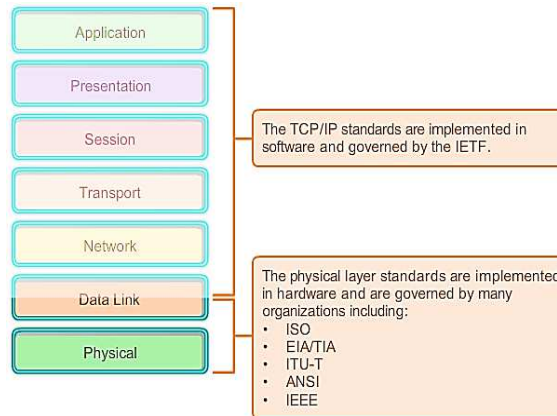 Application
Presentation
Session
Transport
Network
Data Link
Physical
The TCP/IP standards are implemented in
software and governed by the IETF.
The physical layer standards are implemented
in hardware and are governed by many
organizations including:
• ISO
• EIA/TIA
• ITU-T
• ANSI
• IEEE